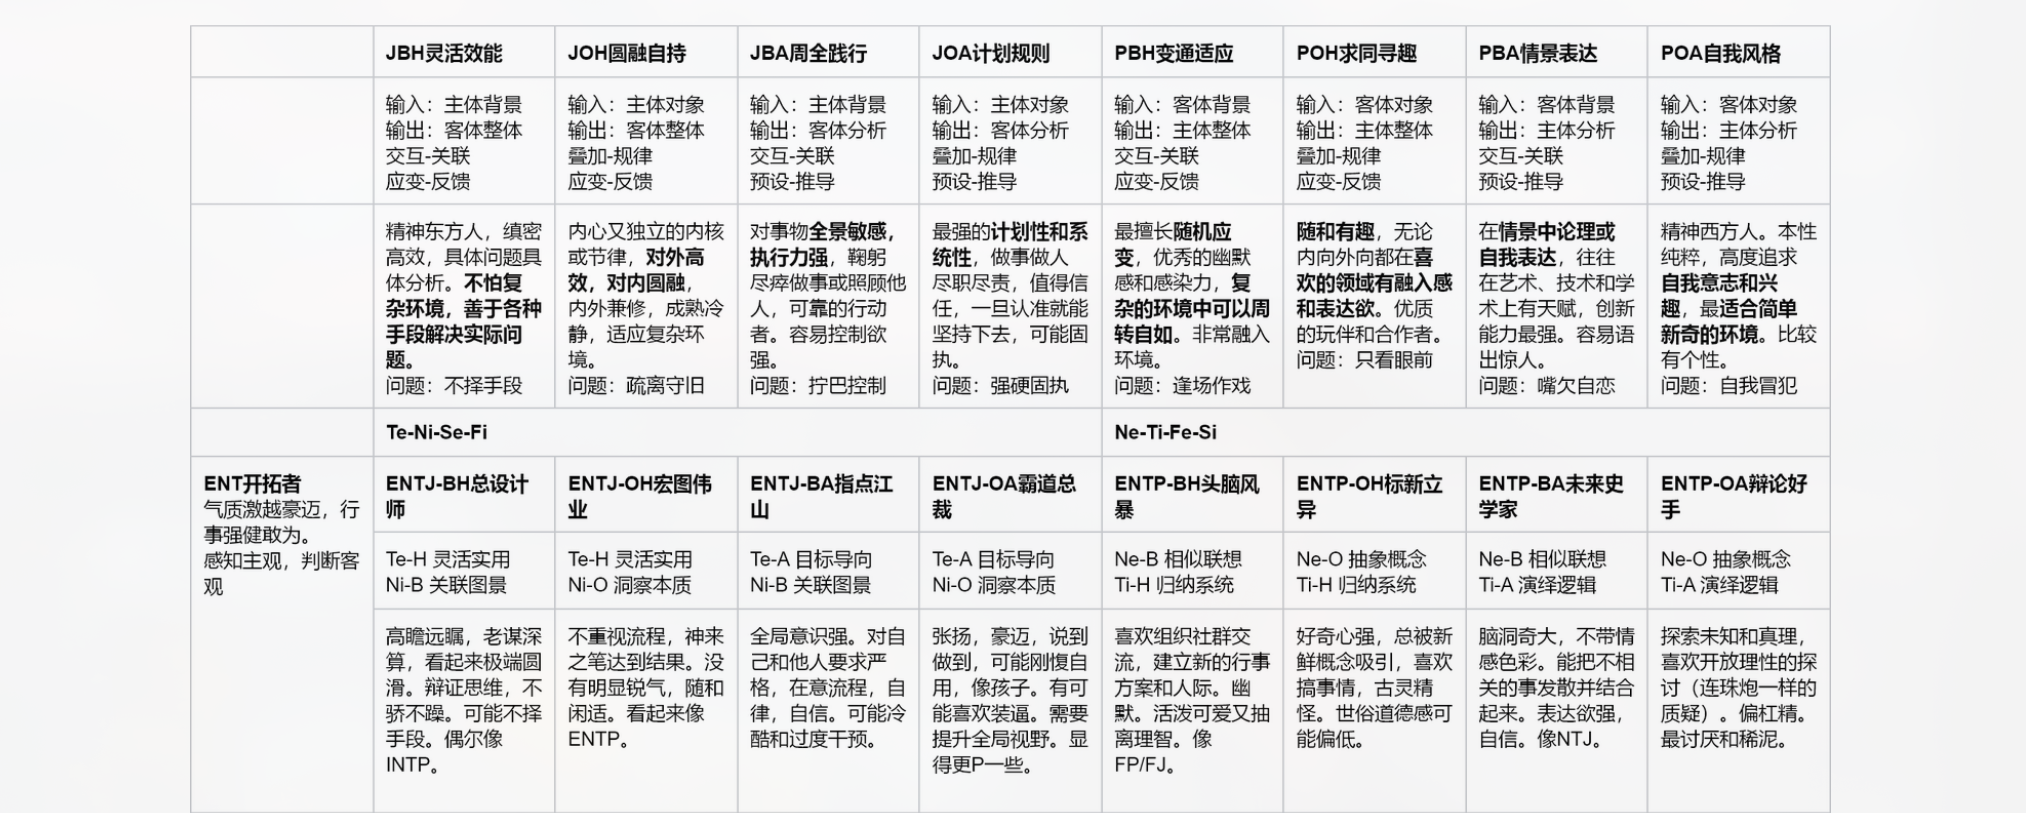 JBH灵活效能
JOH圆融自持
JBA周全践行
JOA计划规则
PBH变通适应
POH求同寻趣
PBA情景表达
POA自我风格
输入：主体背景
输出：客体整体
交互-关联
应变-反馈
输入：主体对象
输出：客体整体
叠加-规律
应变-反馈
输入：主体背景
输出：客体分析
交互-关联
预设-推导
输入：主体对象
输出：客体分析
叠加-规律
预设-推导
输入：客体背景
输出：主体整体
交互-关联
应变-反馈
输入：客体对象
输出：主体整体
叠加-规律
应变-反馈
输入：客体背景
输出：主体分析
交互-关联
预设-推导
输入：客体对象
输出：主体分析
叠加-规律
预设-推导
精神东方人，缜密
高效，具体问题具
体分析。不怕复
杂环境，善于各种
手段解决实际问
题。
问题：不择手段
内心又独立的内核
或节律，对外高
效，对内圆融，
内外兼修，成熟冷
静，适应复杂环
境。
问题：疏离守旧
对事物全景敏感，
执行力强，鞠躬
尽瘁做事或照顾他
人，可靠的行动
者。容易控制欲
强。
问题：拧巴控制
最强的计划性和系
统性，做事做人
尽职尽责，值得信
任，一旦认准就能
坚持下去，可能固
执。
问题：强硬固执
最擅长随机应
变，优秀的幽默
感和感染力，复
杂的环境中可以周
转自如。非常融入
环境。
问题：逢场作戏
随和有趣，无论
内向外向都在喜
欢的领域有融入感
和表达欲。优质
的玩伴和合作者。
问题：只看眼前
在情景中论理或
自我表达，往往
在艺术、技术和学
术上有天赋，创新
能力最强。容易语
出惊人。
问题：嘴欠自恋
精神西方人。本性
纯粹，高度追求
自我意志和兴
趣，最适合简单
新奇的环境。比较
有个性。
问题：自我冒犯
Te-Ni-Se-Fi
Ne-Ti-Fe-Si
ENT开拓者
气质激越豪迈，行
事强健敢为。
感知主观，判断客
观
ENTJ-BH总设计
师
ENTJ-OH宏图伟
业
ENTJ-BA指点江
山
ENTJ-OA霸道总
裁
ENTP-BH头脑风
暴
ENTP-OH标新立
异
ENTP-BA未来史
学家
ENTP-OA辩论好
手
Te-H 灵活实用
Ni-B 关联图景
Te-H 灵活实用
Ni-O 洞察本质
Te-A 目标导向
Ni-B 关联图景
Te-A 目标导向
Ni-O 洞察本质
Ne-B 相似联想
Ti-H 归纳系统
Ne-O 抽象概念
Ti-H 归纳系统
Ne-B 相似联想
Ti-A 演绎逻辑
Ne-O 抽象概念
Ti-A 演绎逻辑
高瞻远瞩，老谋深
算，看起来极端圆
滑。辩证思维，不
骄不躁。可能不择
手段。偶尔像
INTP。
不重视流程，神来
之笔达到结果。没
有明显锐气，随和
闲适。看起来像
ENTP。
全局意识强。对自
己和他人要求严
格，在意流程，自
律，自信。可能冷
酷和过度干预。
张扬，豪迈，说到
做到，可能刚愎自
用，像孩子。有可
能喜欢装逼。需要
提升全局视野。显
得更P一些。
喜欢组织社群交
流，建立新的行事
方案和人际。幽
默。活泼可爱又抽
离理智。像
FP/FJ。
好奇心强，总被新
鲜概念吸引，喜欢
搞事情，古灵精
怪。世俗道德感可
能偏低。
脑洞奇大，不带情
感色彩。能把不相
关的事发散并结合
起来。表达欲强，
自信。像NTJ。
探索未知和真理，
喜欢开放理性的探
讨（连珠炮一样的
质疑）。偏杠精。
最讨厌和稀泥。